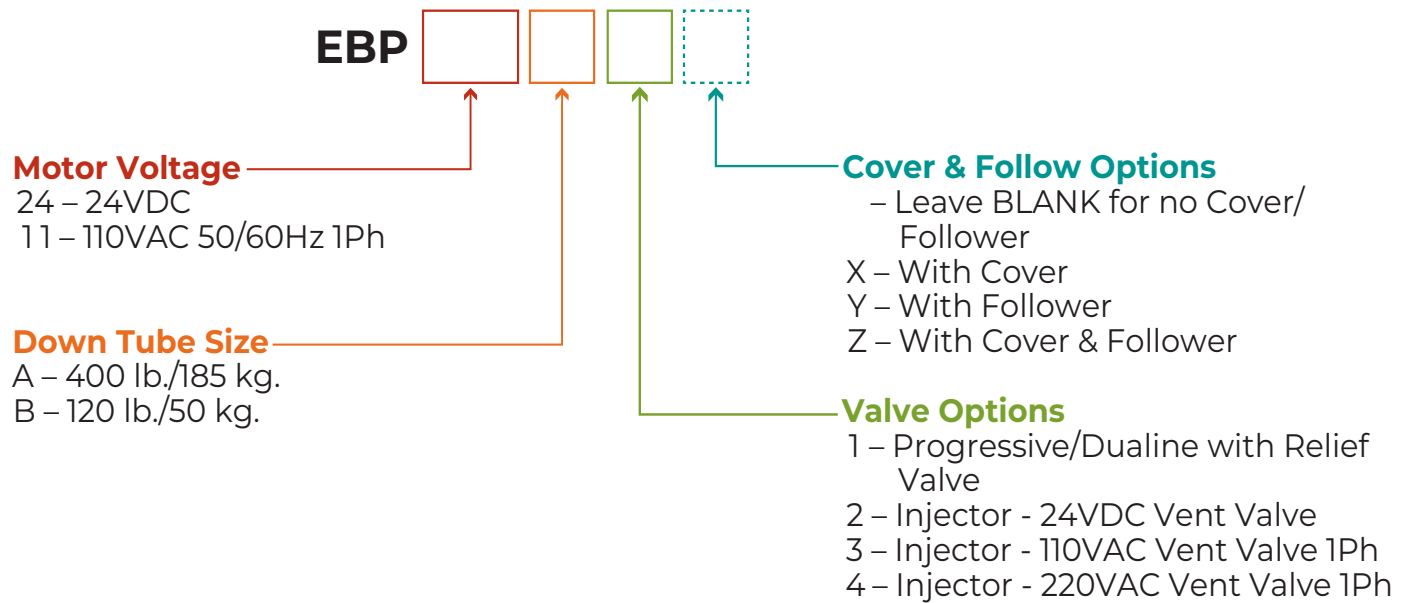 EBP
Motor Voltage
24 – 24VDC
11 – 110VAC 50/60Hz 1Ph
Down Tube Size
A – 400 lb./185 kg.
B – 120 lb./50 kg.
Cover & Follow Options
– Leave BLANK for no Cover/
Follower
X – With Cover
Y – With Follower
Z – With Cover & Follower
Valve Options
1 – Progressive/Dualine with Relief
Valve
2 – Injector - 24VDC Vent Valve
3 – Injector - 110VAC Vent Valve 1Ph
4 – Injector - 220VAC Vent Valve 1Ph